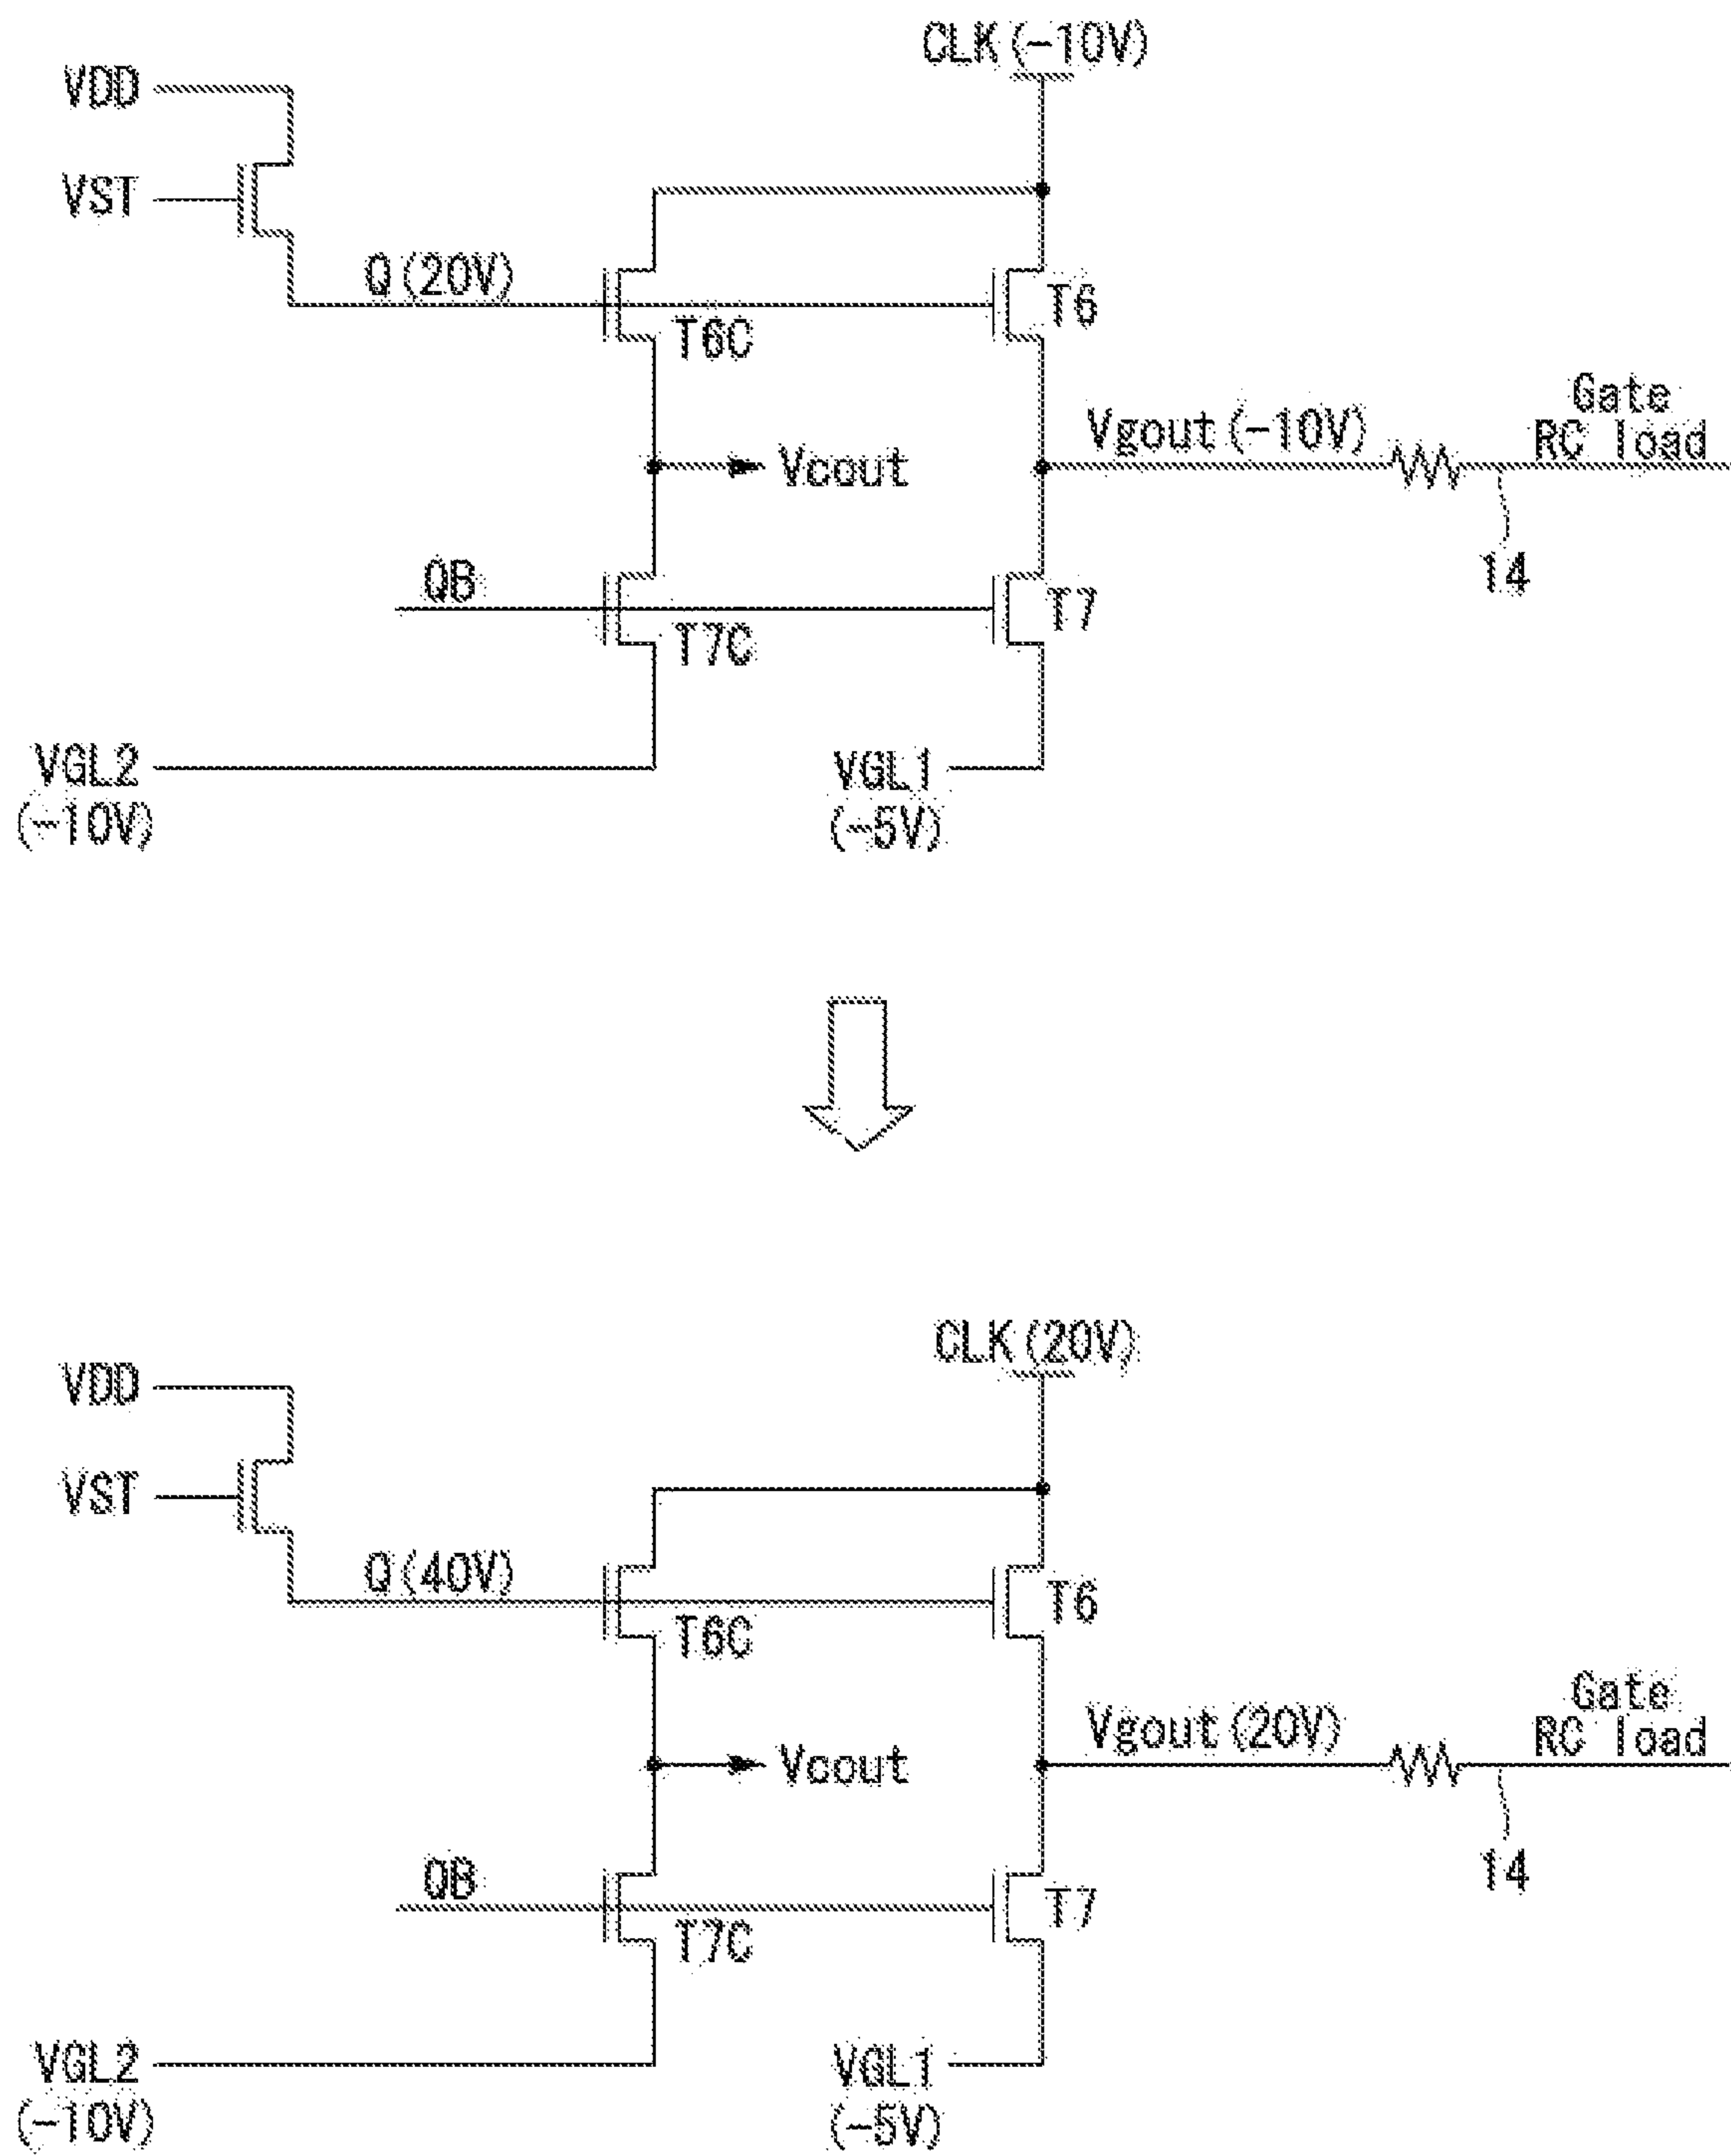 CLK(-10V)
VDD
VST
Q(20V)
T6C
T6
Vgout(-10V)
Gate
RC load
Vcout
14
QB
T7C
T7
VGL2
(-10V)
VGL1
(-5V)
CLK(20V)
VDD
VST
Q(40V)
T6C
T6
Vgout(20V)
Gate
RC load
Vcout
14
QB
T7C
T7
VGL2
(-10V)
VGL1
(-5V)